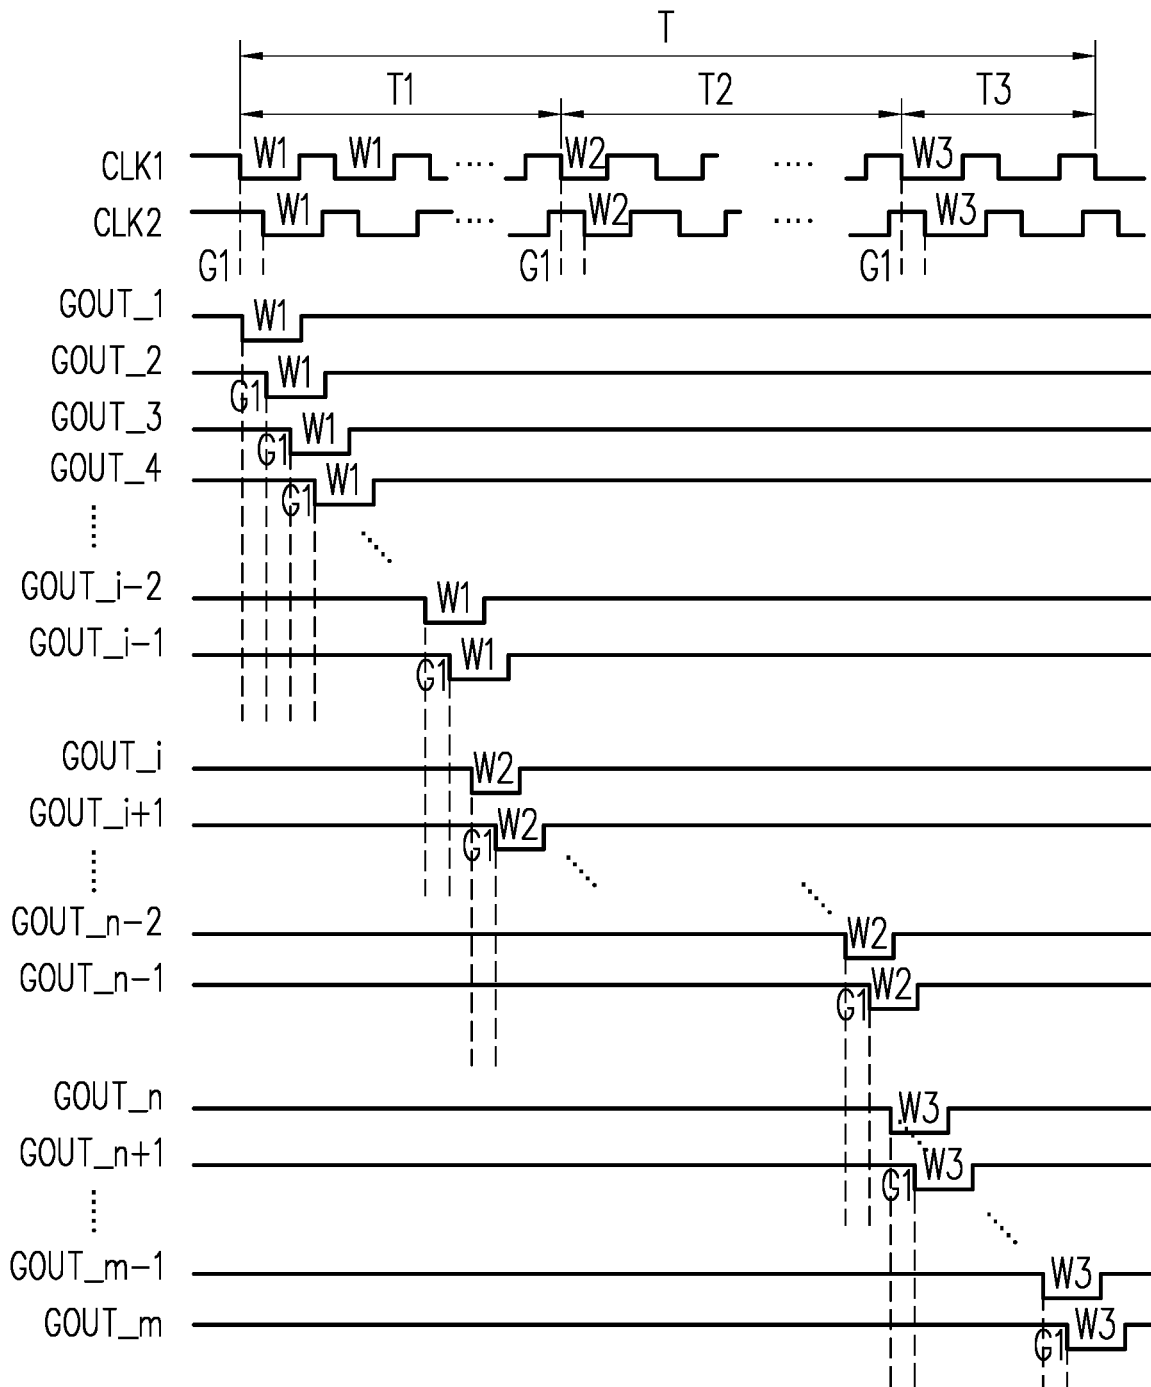 T
T1 T2 T3
CLK1 W1 W1 .... W2 .... W3
CLK2 W1 .... W2 .... W3
G1 G1 G1
GOUT_1 W1
GOUT_2 W1
G1
GOUT_3 W1
G1
GOUT_4 W1
G1
GOUT_i-2 W1
GOUT_i-1 W1
G1
GOUT_i W2
GOUT_i+1 W2
G1
GOUT_n-2 W2
GOUT_n-1 W2
G1
GOUT_n W3
GOUT_n+1 W3
G1
GOUT_m-1 W3
GOUT_m W3
G1